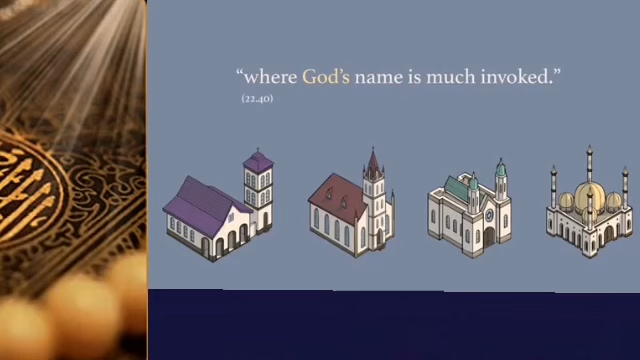 “where God’s name is much invoked.”
(22.40)